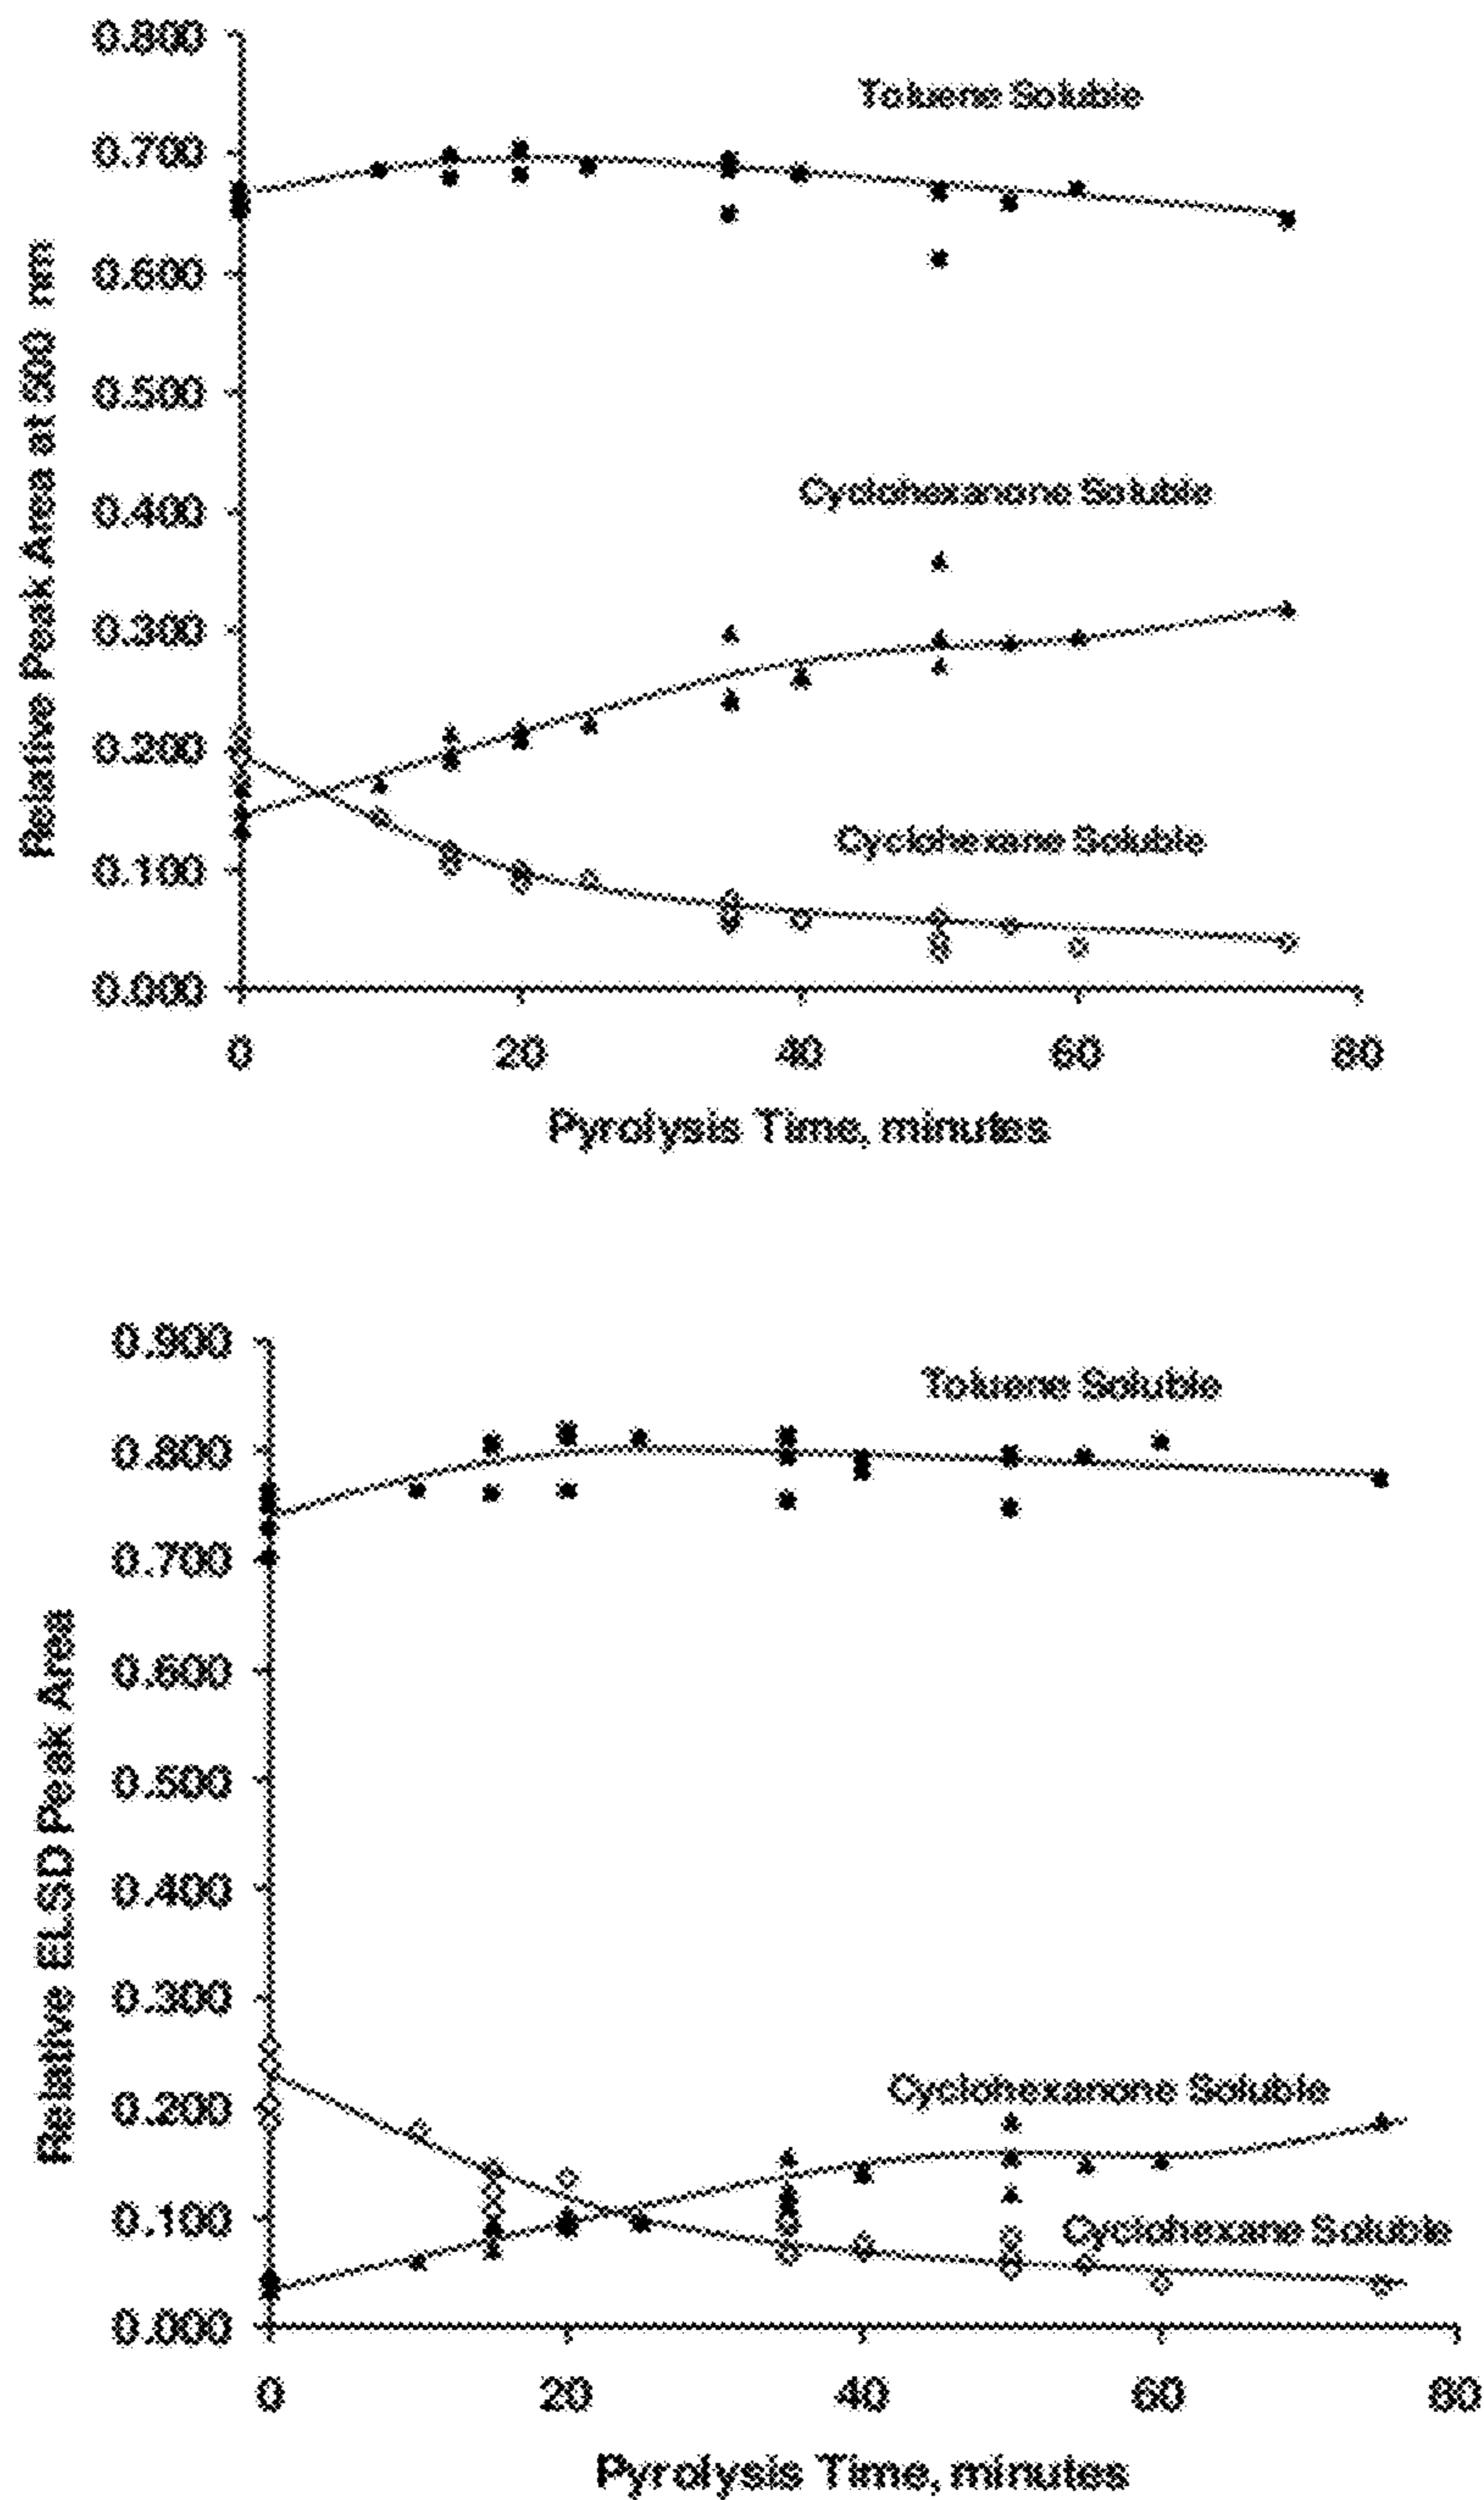 0.800
Toluene Soluble
0.700
0.600
0.500
Cyclohexanone Soluble
0.400
0.300
0.200
Cyclohexane Soluble
0.100
0.000
0 20 40 60 80
Pyrolysis Time, minutes
Relative Peak Area at 500 nm
0.900
Toluene Soluble
0.800
0.700
0.600
0.500
0.400
0.300
Cyclohexanone Soluble
0.200
0.100
Cyclohexane Soluble
0.000
0 20 40 60 80
Pyrolysis Time, minutes
Relative ELSD Peak Area